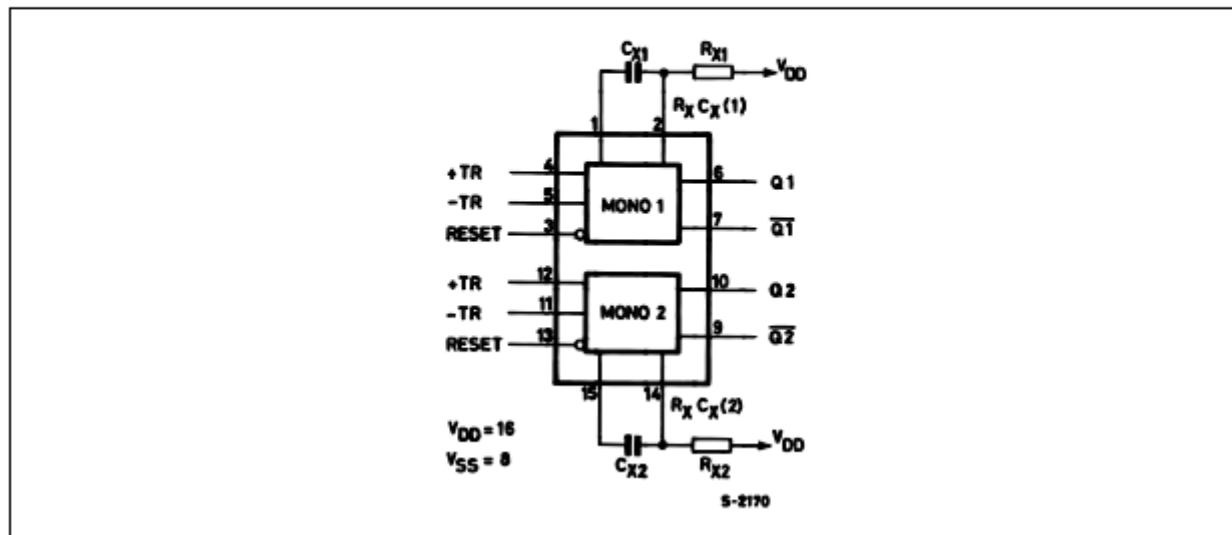 CX1 RX1 VDD
RX CX(1)
1 2
+TR 4 6 Q1
-TR 5 MONO 1
RESET 3 7 Q1
+TR 12 10 Q2
-TR 11 MONO 2
RESET 13 9 Q2
15 14 RX CX(2)
VDD = 16
VSS = 8
CX2 RX2 VDD
S-2170